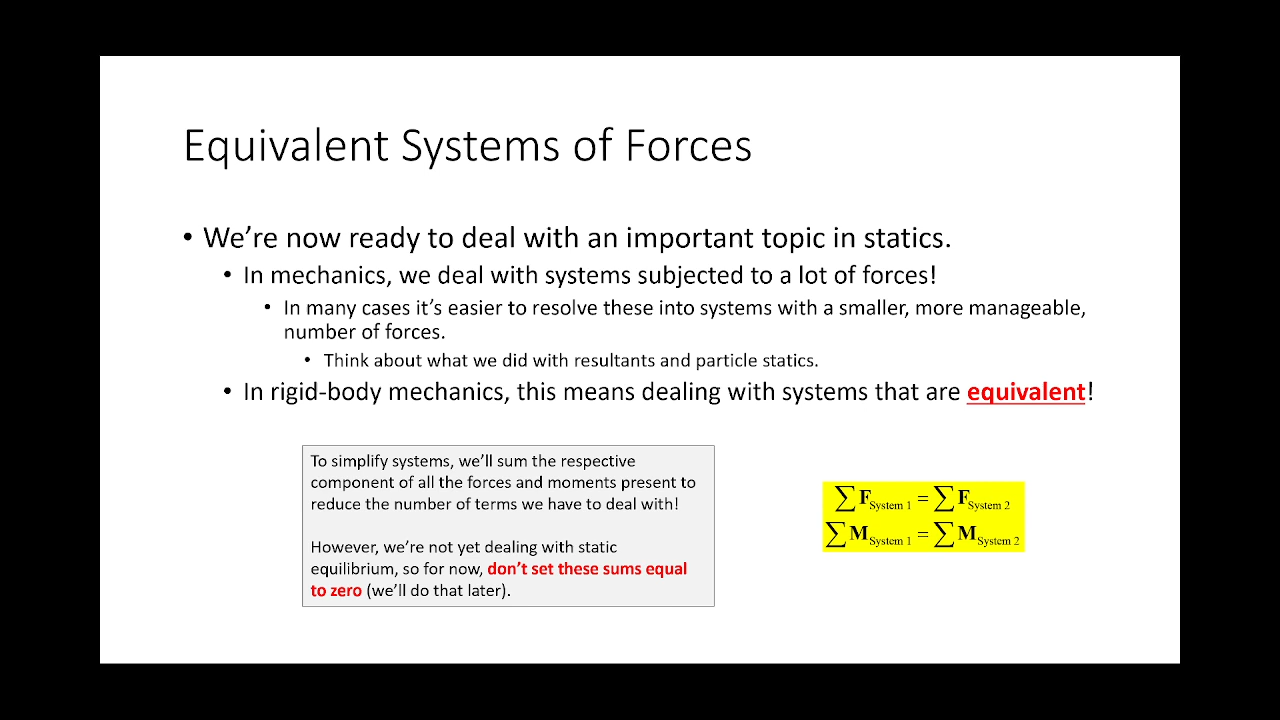 Equivalent Systems of Forces
• We're now ready to deal with an important topic in statics.
• In mechanics, we deal with systems subjected to a lot of forces!
• In many cases it's easier to resolve these into systems with a smaller, more manageable,
number of forces.
• Think about what we did with resultants and particle statics.
• In rigid-body mechanics, this means dealing with systems that are equivalent!
To simplify systems, we'll sum the respective
component of all the forces and moments present to
reduce the number of terms we have to deal with!
However, we're not yet dealing with static
equilibrium, so for now, don't set these sums equal
to zero (we'll do that later).
∑ F System 1 = ∑ F System 2
∑ M System 1 = ∑ M System 2